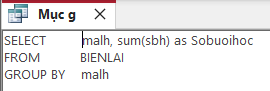 Mục g
SELECT malh, sum(sbh) as Sobuoihoc
FROM BIENLAI
GROUP BY malh